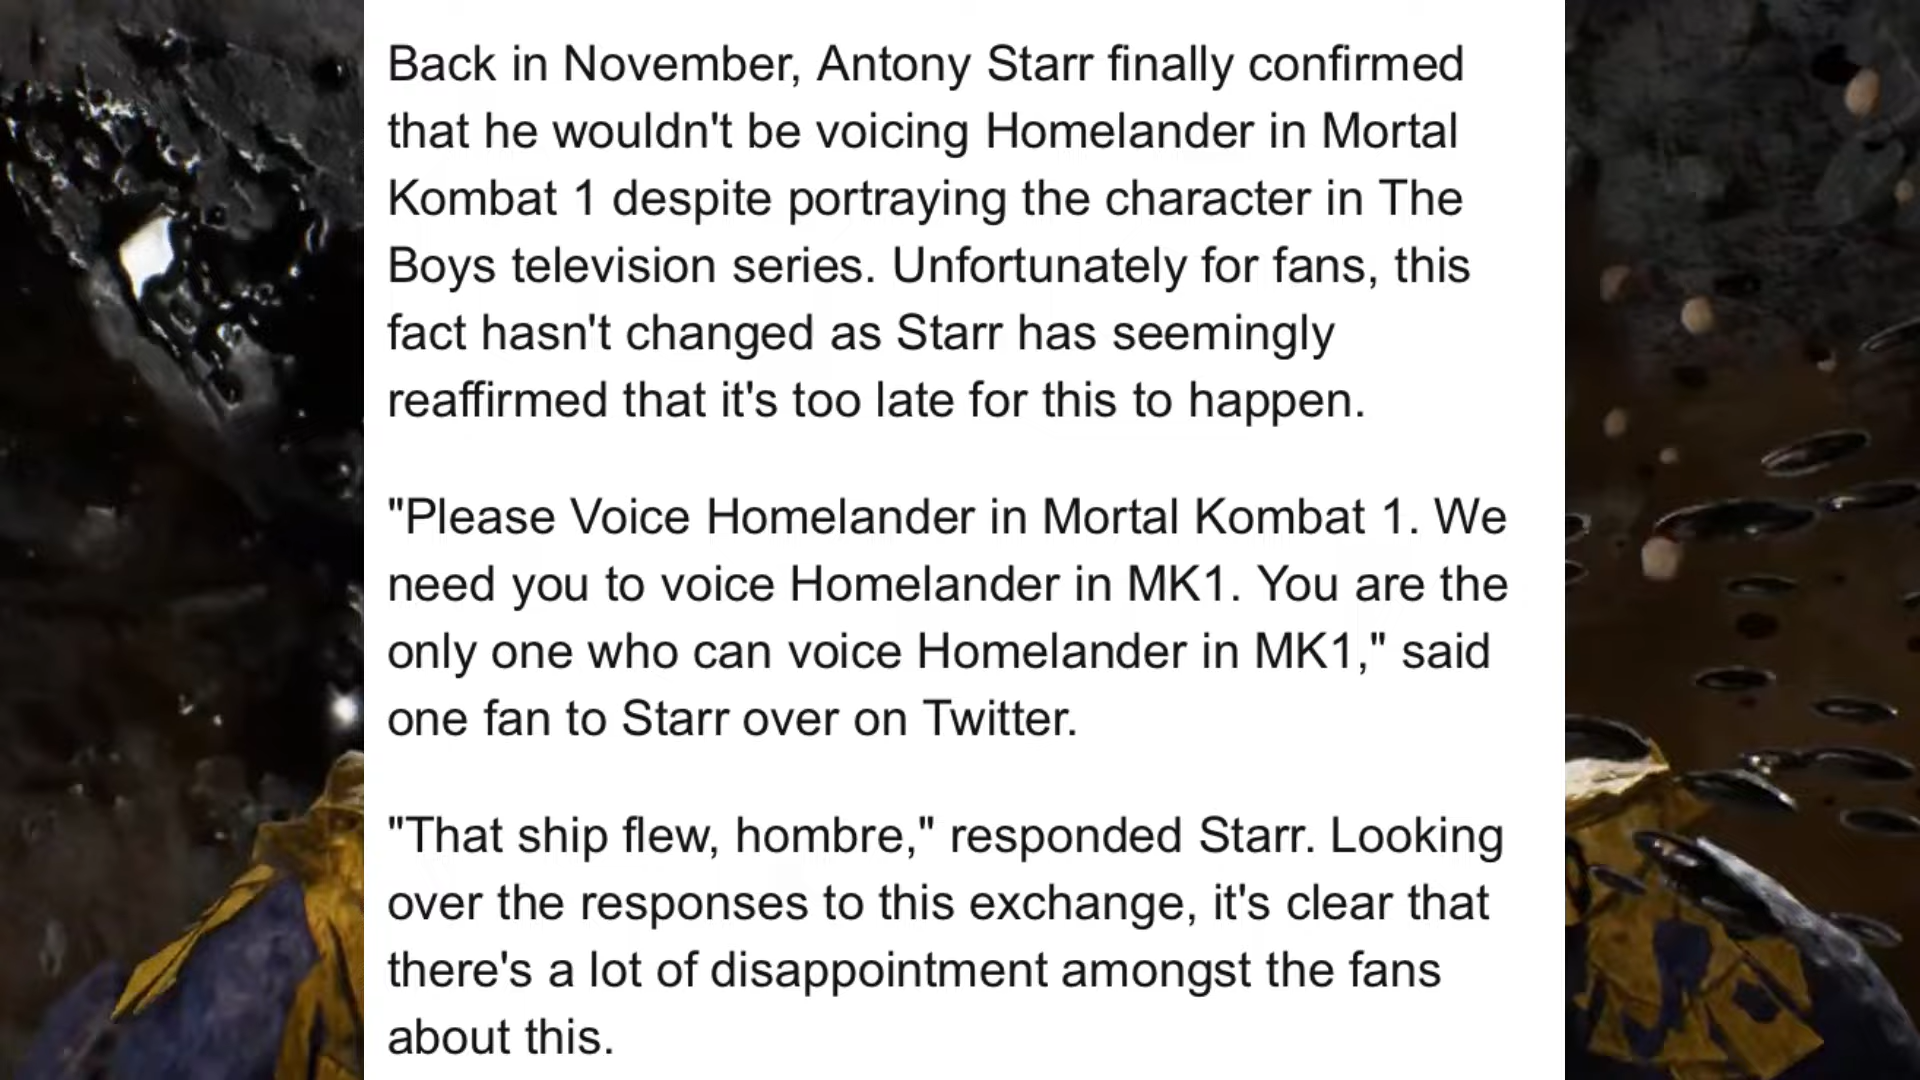 Back in November, Antony Starr finally confirmed
that he wouldn't be voicing Homelander in Mortal
Kombat 1 despite portraying the character in The
Boys television series. Unfortunately for fans, this
fact hasn't changed as Starr has seemingly
reaffirmed that it's too late for this to happen.
"Please Voice Homelander in Mortal Kombat 1. We
need you to voice Homelander in MK1. You are the
only one who can voice Homelander in MK1," said
one fan to Starr over on Twitter.
"That ship flew, hombre," responded Starr. Looking
over the responses to this exchange, it's clear that
there's a lot of disappointment amongst the fans
about this.